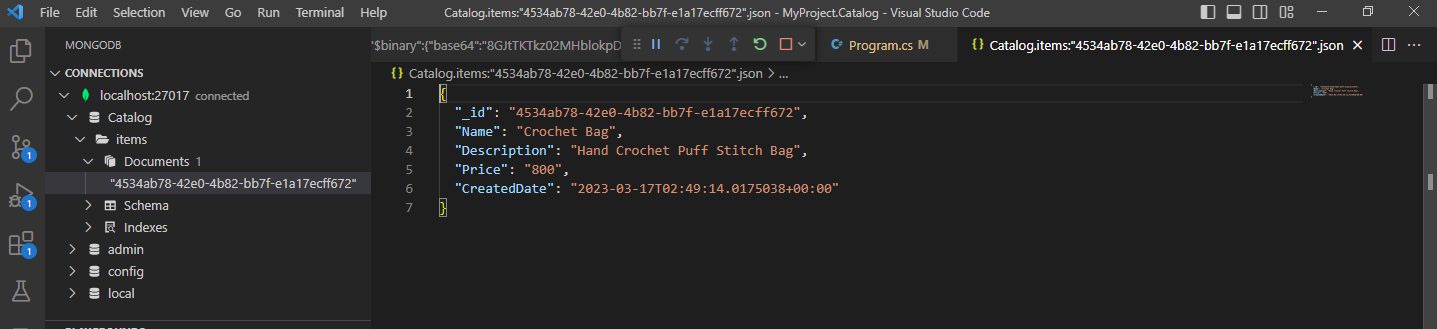 File Edit Selection View Go Run Terminal Help
Catalog.items:"4534ab78-42e0-4b82-bb7f-e1a17ecff672".json - MyProject.Catalog - Visual Studio Code
MONGODB
"$binary":{"base64":"8GJtTKTkz02MHblokpD
Program.cs M
{} Catalog.items:"4534ab78-42e0-4b82-bb7f-e1a17ecff672".json
CONNECTIONS
localhost:27017 connected
Catalog
items
Documents 1
"4534ab78-42e0-4b82-bb7f-e1a17ecff672"
Schema
Indexes
admin
config
local
1
1
1
{} Catalog.items:"4534ab78-42e0-4b82-bb7f-e1a17ecff672".json > ...
1 {
2 "_id": "4534ab78-42e0-4b82-bb7f-e1a17ecff672",
3 "Name": "Crochet Bag",
4 "Description": "Hand Crochet Puff Stitch Bag",
5 "Price": "800",
6 "CreatedDate": "2023-03-17T02:49:14.0175038+00:00"
7 }